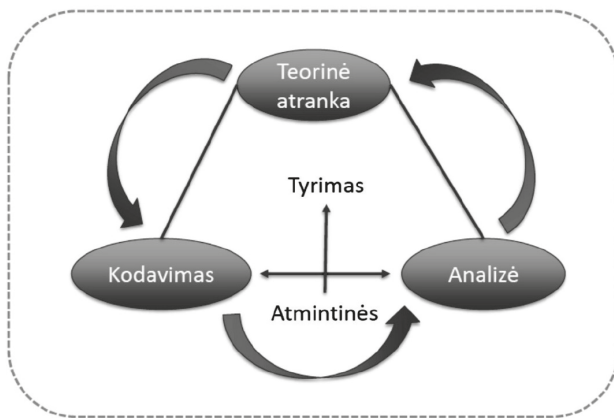 Teorinė
atranka
Tyrimas
Kodavimas
Analizė
Atmintinės